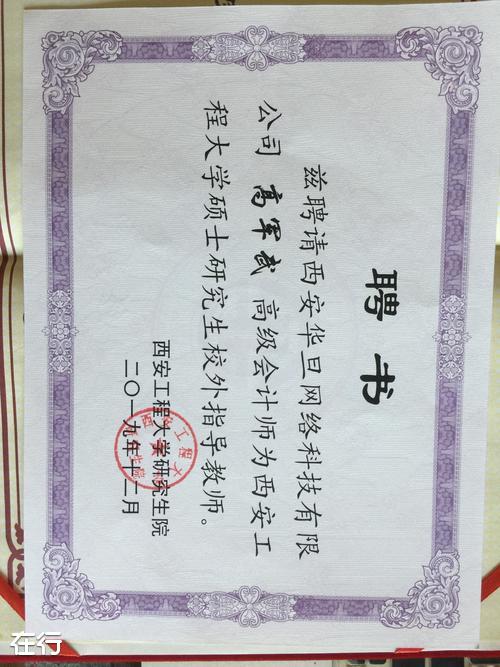 聘书
兹聘请西安华旦网络科技有限
公司 高军武 高级会计师为西安工
程大学硕士研究生校外指导教师。
西安工程大学研究生院
二〇一九年十二月
在行